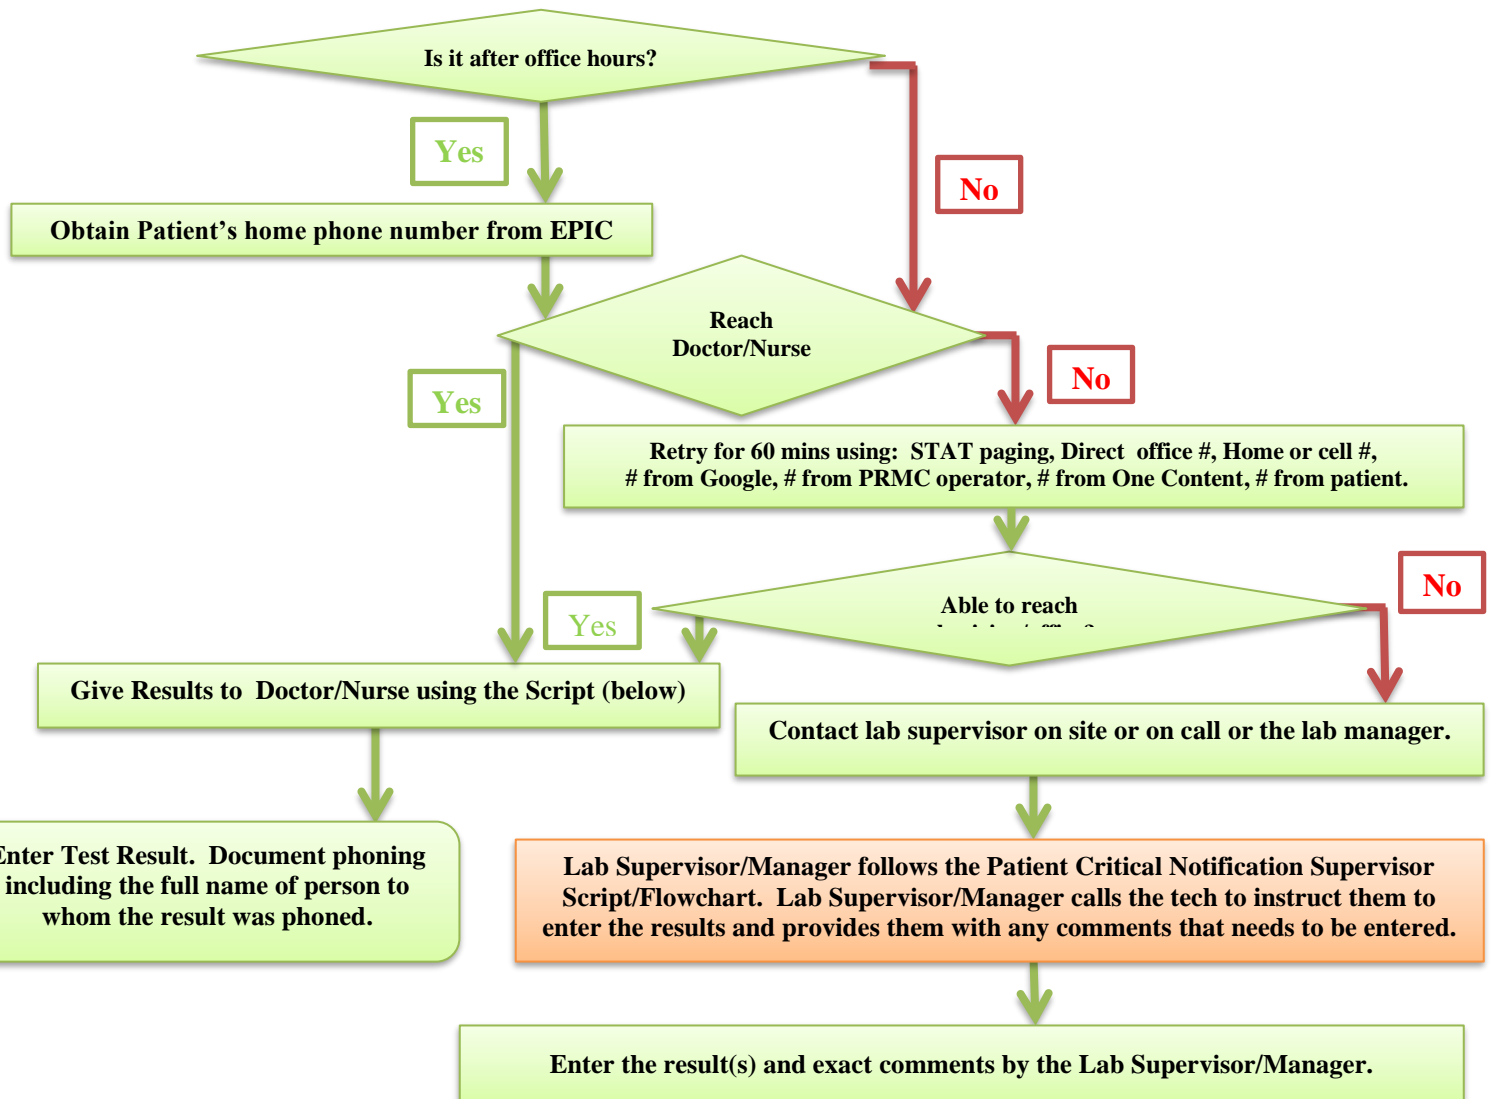 Is it after office hours?
Yes
No
Obtain Patient’s home phone number from EPIC
Reach
Doctor/Nurse
Yes
No
Retry for 60 mins using: STAT paging, Direct office #, Home or cell #,
# from Google, # from PRMC operator, # from One Content, # from patient.
Able to reach
No
Yes
Give Results to Doctor/Nurse using the Script (below)
Contact lab supervisor on site or on call or the lab manager.
Enter Test Result. Document phoning
including the full name of person to
whom the result was phoned.
Lab Supervisor/Manager follows the Patient Critical Notification Supervisor
Script/Flowchart. Lab Supervisor/Manager calls the tech to instruct them to
enter the results and provides them with any comments that needs to be entered.
Enter the result(s) and exact comments by the Lab Supervisor/Manager.